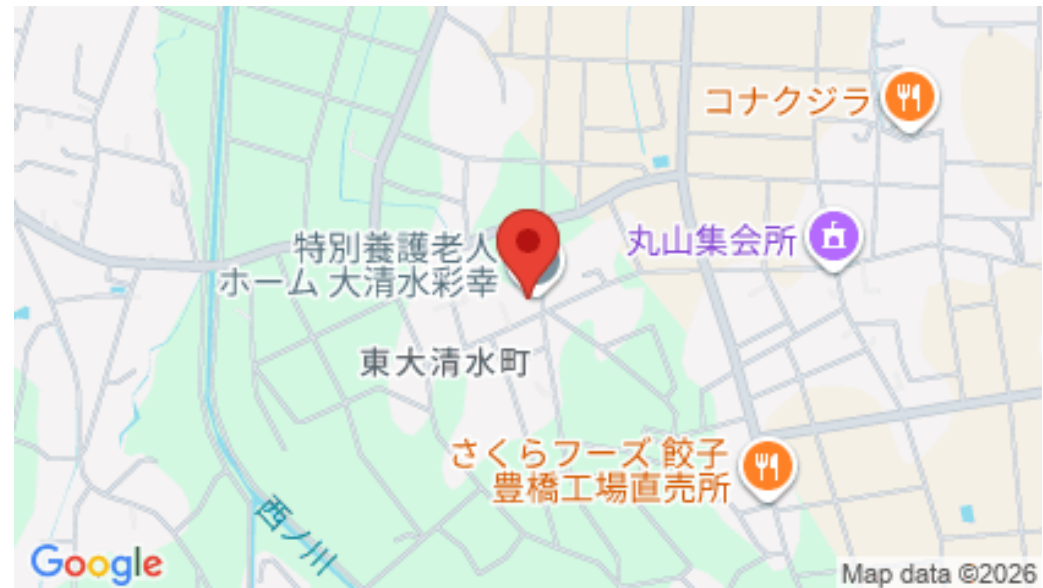 コナクジラ
丸山集会所
特別養護老人
ホーム 大清水彩幸
東大清水町
さくらフーズ 餃子
豊橋工場直売所
西ノ川
Google
Map data ©2026